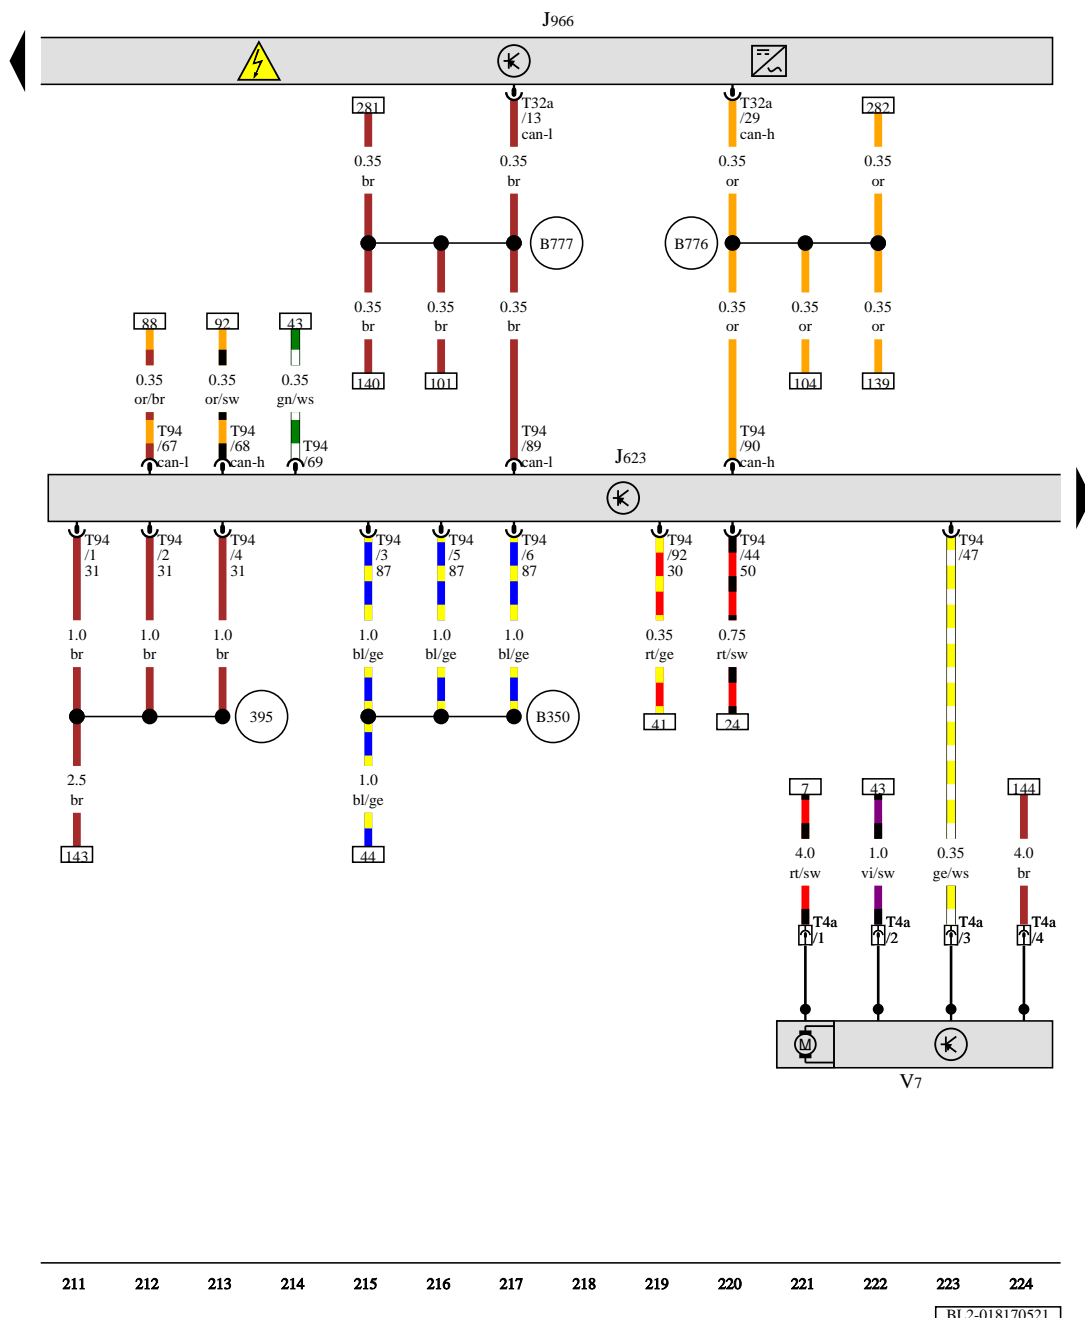 J966
281
T32a
/13
can-l
T32a
/29
can-h
282
0.35
br
0.35
br
0.35
or
0.35
or
B777
B776
0.35
br
0.35
br
0.35
br
0.35
or
0.35
or
0.35
or
88
92
43
140
101
104
139
0.35
or/br
0.35
or/sw
0.35
gn/ws
T94
/67
can-l
T94
/68
can-h
T94
/69
T94
/89
can-l
T94
/90
can-h
J623
T94
/1
31
T94
/2
31
T94
/4
31
T94
/3
87
T94
/5
87
T94
/6
87
T94
/92
30
T94
/44
50
T94
/47
1.0
br
1.0
br
1.0
br
1.0
bl/ge
1.0
bl/ge
1.0
bl/ge
0.35
rt/ge
0.75
rt/sw
395
B350
41
24
2.5
br
1.0
bl/ge
7
43
144
143
44
4.0
rt/sw
1.0
vi/sw
0.35
ge/ws
4.0
br
T4a
/1
T4a
/2
T4a
/3
T4a
/4
M
V7
211 212 213 214 215 216 217 218 219 220 221 222 223 224
BL2-018170521